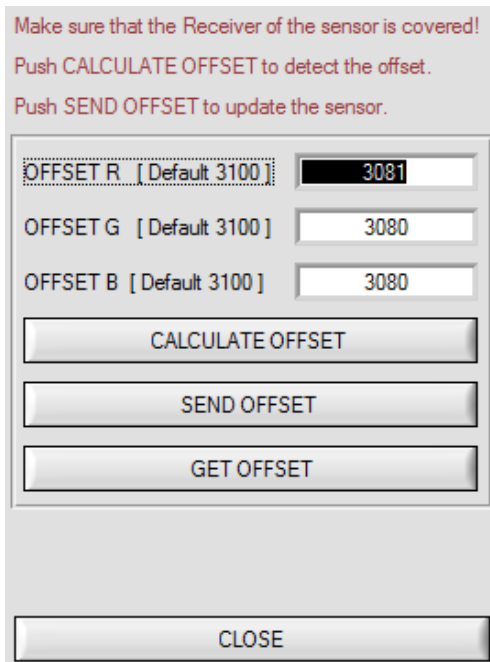 Make sure that the Receiver of the sensor is covered!
Push CALCULATE OFFSET to detect the offset.
Push SEND OFFSET to update the sensor.
OFFSET R [ Default 3100 ] 3081
OFFSET G [ Default 3100 ] 3080
OFFSET B [ Default 3100 ] 3080
CALCULATE OFFSET
SEND OFFSET
GET OFFSET
CLOSE